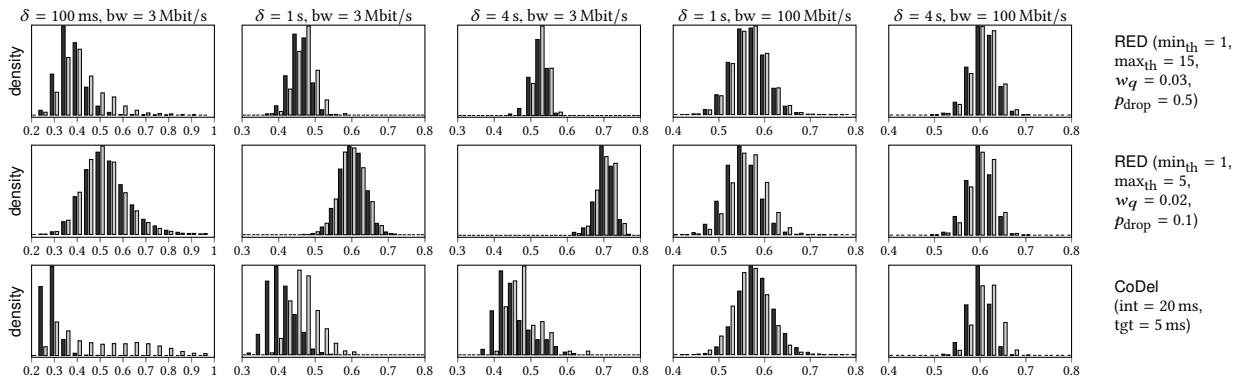 δ = 100 ms, bw = 3 Mbit/s δ = 1 s, bw = 3 Mbit/s δ = 4 s, bw = 3 Mbit/s δ = 1 s, bw = 100 Mbit/s δ = 4 s, bw = 100 Mbit/s
density
0.2 0.3 0.4 0.5 0.6 0.7 0.8 0.9 1
0.3 0.4 0.5 0.6 0.7 0.8
0.3 0.4 0.5 0.6 0.7 0.8
0.4 0.5 0.6 0.7 0.8
0.4 0.5 0.6 0.7 0.8
RED (min_th = 1,
max_th = 15,
w_q = 0.03,
p_drop = 0.5)
density
0.2 0.3 0.4 0.5 0.6 0.7 0.8 0.9 1
0.3 0.4 0.5 0.6 0.7 0.8
0.3 0.4 0.5 0.6 0.7 0.8
0.4 0.5 0.6 0.7 0.8
0.4 0.5 0.6 0.7 0.8
RED (min_th = 1,
max_th = 5,
w_q = 0.02,
p_drop = 0.1)
density
0.2 0.3 0.4 0.5 0.6 0.7 0.8 0.9 1
0.3 0.4 0.5 0.6 0.7 0.8
0.3 0.4 0.5 0.6 0.7 0.8
0.4 0.5 0.6 0.7 0.8
0.4 0.5 0.6 0.7 0.8
CoDel
(int = 20 ms,
tgt = 5 ms)